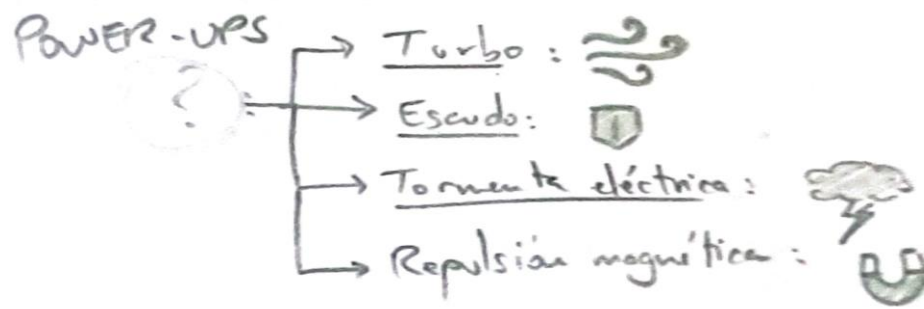 POWER-UPS
?:
Turbo:
Escudo:
Tormenta eléctrica:
Repulsión magnética: